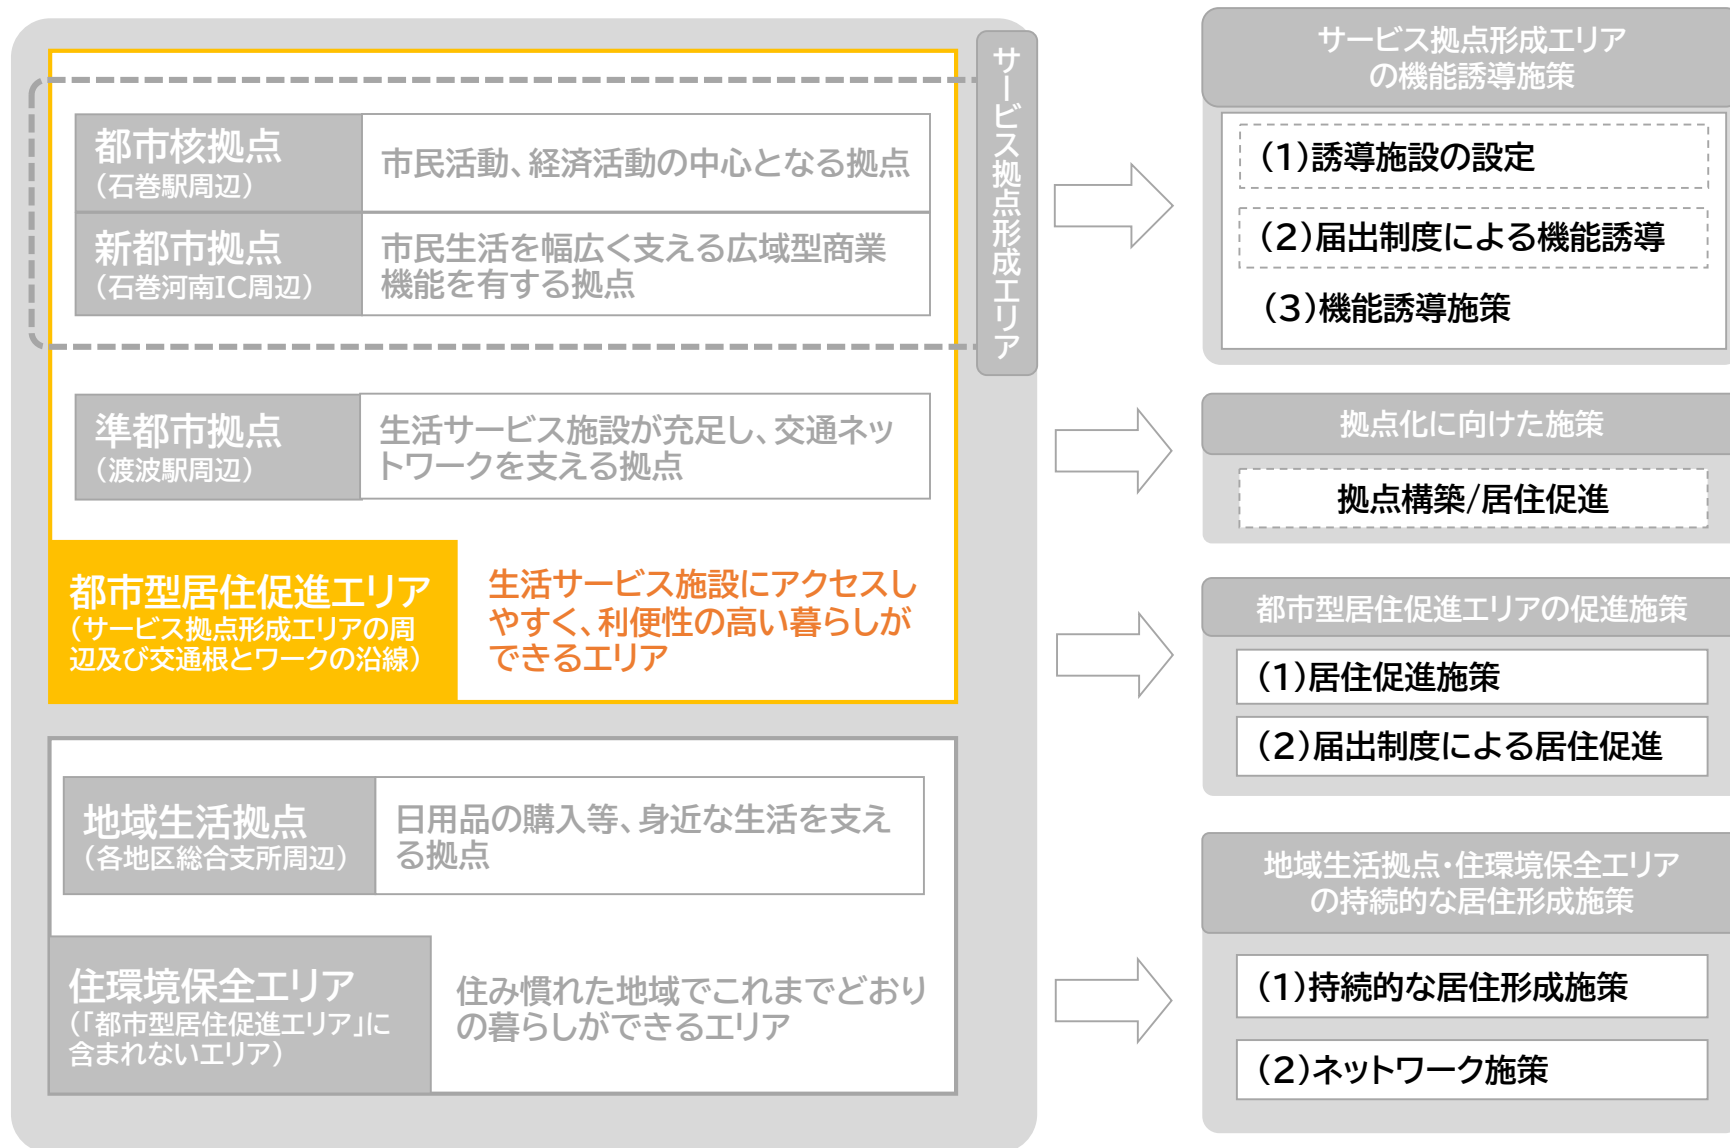 サービス拠点形成エリア
都市核拠点
(石巻駅周辺)
市民活動、経済活動の中心となる拠点
新都市拠点
(石巻河南IC周辺)
市民生活を幅広く支える広域型商業
機能を有する拠点
準都市拠点
(渡波駅周辺)
生活サービス施設が充足し、交通ネッ
トワークを支える拠点
都市型居住促進エリア
(サービス拠点形成エリアの周
辺及び交通根とワークの沿線)
生活サービス施設にアクセスし
やすく、利便性の高い暮らしが
できるエリア
地域生活拠点
(各地区総合支所周辺)
日用品の購入等、身近な生活を支え
る拠点
住環境保全エリア
(「都市型居住促進エリア」に
含まれないエリア)
住み慣れた地域でこれまでどおり
の暮らしができるエリア
サービス拠点形成エリア
の機能誘導施策
(1)誘導施設の設定
(2)届出制度による機能誘導
(3)機能誘導施策
拠点化に向けた施策
拠点構築/居住促進
都市型居住促進エリアの促進施策
(1)居住促進施策
(2)届出制度による居住促進
地域生活拠点・住環境保全エリア
の持続的な居住形成施策
(1)持続的な居住形成施策
(2)ネットワーク施策